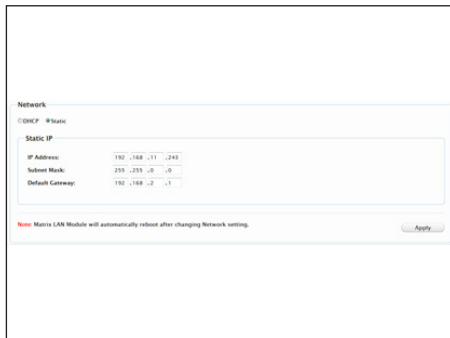 Network
DHCP Static
Static IP
IP Address: 192 .168 .11 .243
Subnet Mask: 255 .255 .0 .0
Default Gateway: 192 .168 .2 .1
Note: Matrix LAN Module will automatically reboot after changing Network setting.
Apply